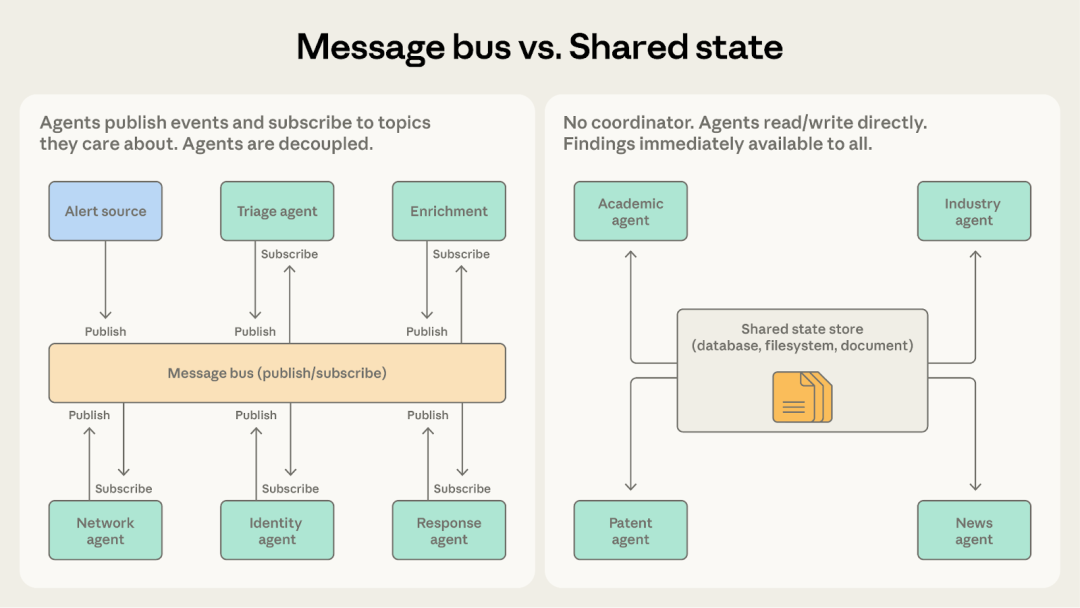 Message bus vs. Shared state
Agents publish events and subscribe to topics
they care about. Agents are decoupled.
Alert source
Triage agent
Enrichment
Subscribe
Subscribe
Publish
Publish
Publish
Message bus (publish/subscribe)
Publish
Publish
Publish
Subscribe
Subscribe
Subscribe
Network
agent
Identity
agent
Response
agent
No coordinator. Agents read/write directly.
Findings immediately available to all.
Academic
agent
Industry
agent
Shared state store
(database, filesystem, document)
Patent
agent
News
agent